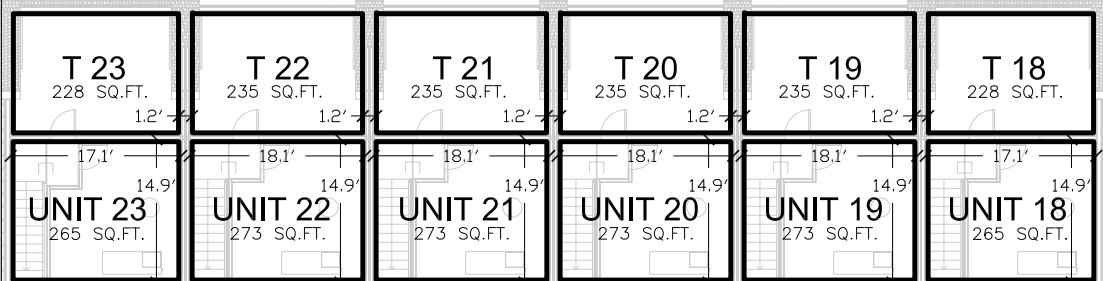 T 23
228 SQ.FT.
T 22
235 SQ.FT.
T 21
235 SQ.FT.
T 20
235 SQ.FT.
T 19
235 SQ.FT.
T 18
228 SQ.FT.
1.2'
1.2'
1.2'
1.2'
1.2'
17.1'
18.1'
18.1'
18.1'
18.1'
17.1'
14.9'
14.9'
14.9'
14.9'
14.9'
14.9'
UNIT 23
265 SQ.FT.
UNIT 22
273 SQ.FT.
UNIT 21
273 SQ.FT.
UNIT 20
273 SQ.FT.
UNIT 19
273 SQ.FT.
UNIT 18
265 SQ.FT.